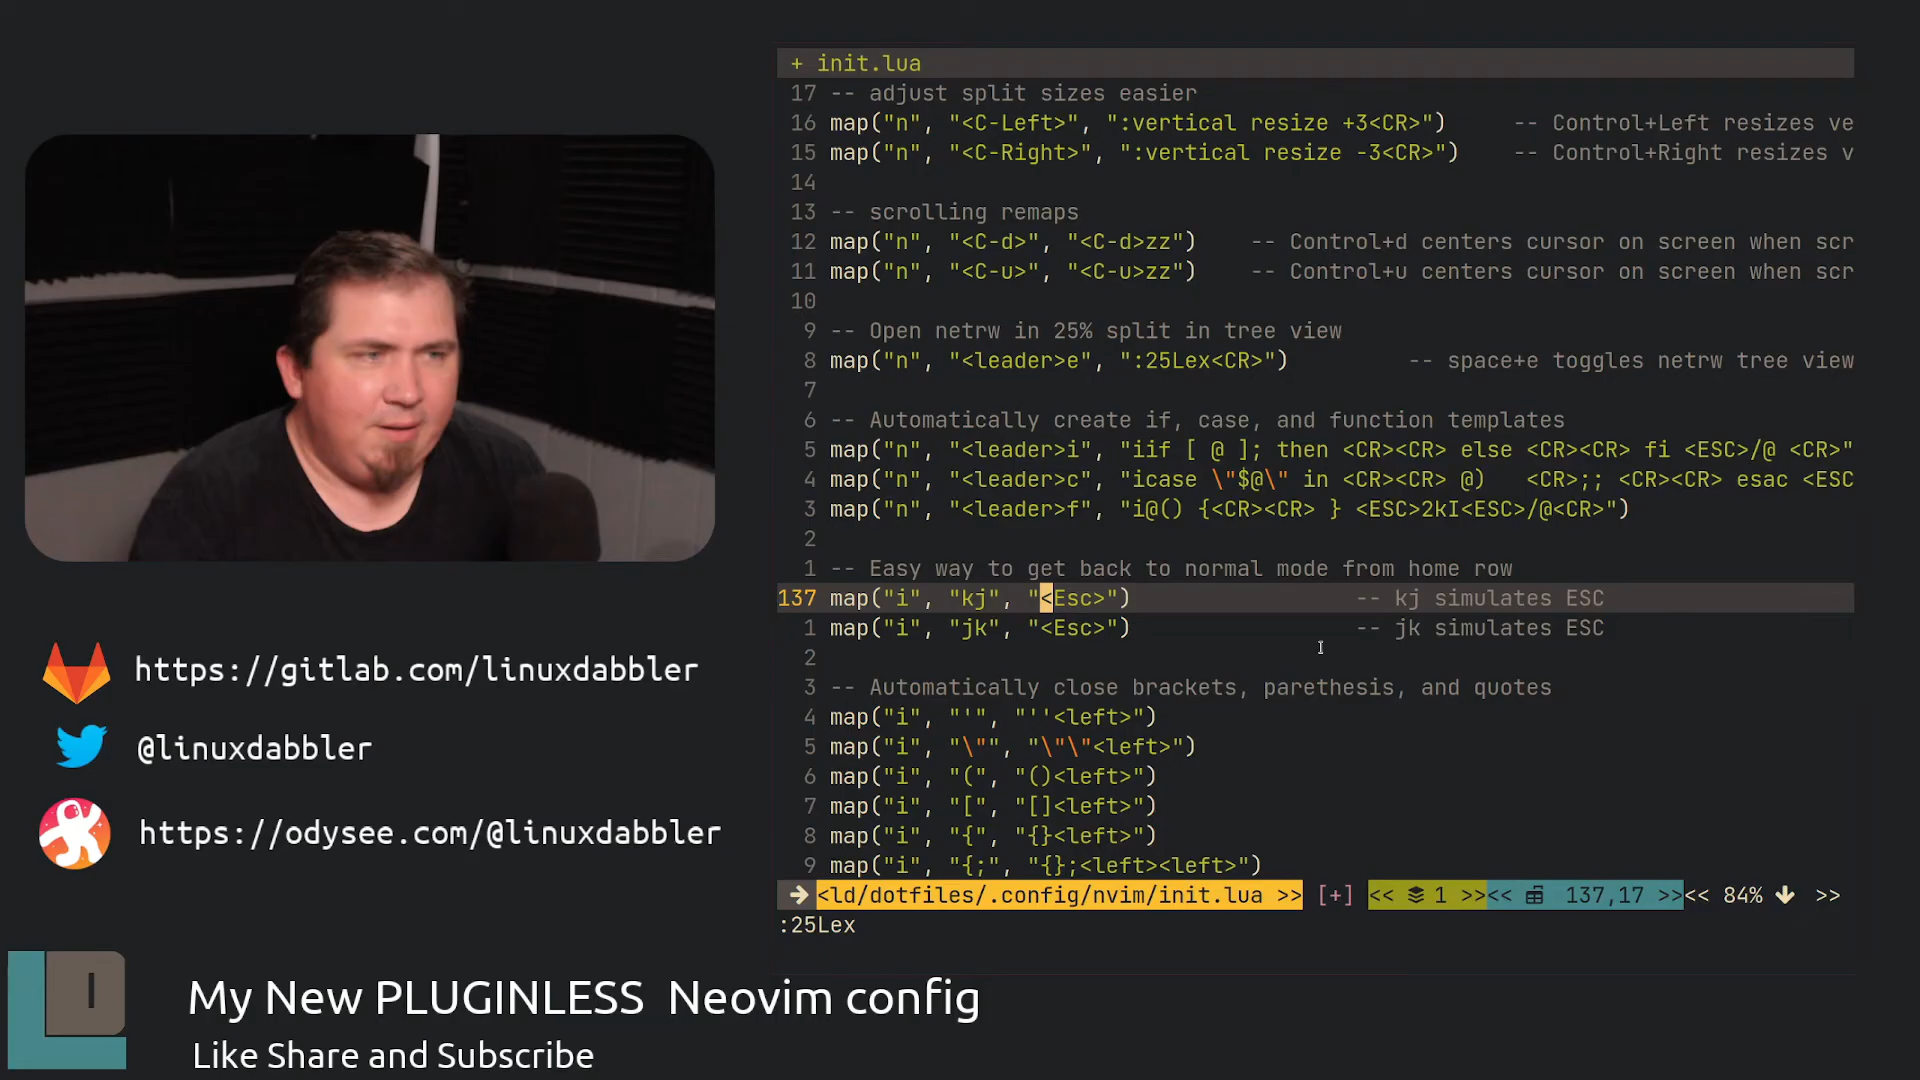 + init.lua
17 -- adjust split sizes easier
16 map("n", "<C-Left>", ":vertical resize +3<CR>") -- Control+Left resizes ve
15 map("n", "<C-Right>", ":vertical resize -3<CR>") -- Control+Right resizes v
14
13 -- scrolling remaps
12 map("n", "<C-d>", "<C-d>zz") -- Control+d centers cursor on screen when scr
11 map("n", "<C-u>", "<C-u>zz") -- Control+u centers cursor on screen when scr
10
9 -- Open netrw in 25% split in tree view
8 map("n", "<leader>e", ":25Lex<CR>") -- space+e toggles netrw tree view
7
6 -- Automatically create if, case, and function templates
5 map("n", "<leader>i", "iif [ @ ]; then <CR><CR> else <CR><CR> fi <ESC>/@ <CR>"
4 map("n", "<leader>c", "icase \"$@\" in <CR><CR> @) <CR>;; <CR><CR> esac <ESC
3 map("n", "<leader>f", "i@() {<CR><CR> } <ESC>2kI<ESC>/@<CR>")
2
1 -- Easy way to get back to normal mode from home row
137 map("i", "kj", "<Esc>") -- kj simulates ESC
1 map("i", "jk", "<Esc>") -- jk simulates ESC
2
3 -- Automatically close brackets, parethesis, and quotes
4 map("i", "'", "''<left>")
5 map("i", "\"", "\"\"<left>")
6 map("i", "(", "()<left>")
7 map("i", "[", "[]<left>")
8 map("i", "{", "{}<left>")
9 map("i", "{;", "{};<left><left>")
<ld/dotfiles/.config/nvim/init.lua >> [+] << 1 >><< 137,17 >><< 84% >>
:25Lex
https://gitlab.com/linuxdabbler
@linuxdabbler
https://odysee.com/@linuxdabbler
My New PLUGINLESS Neovim config
Like Share and Subscribe